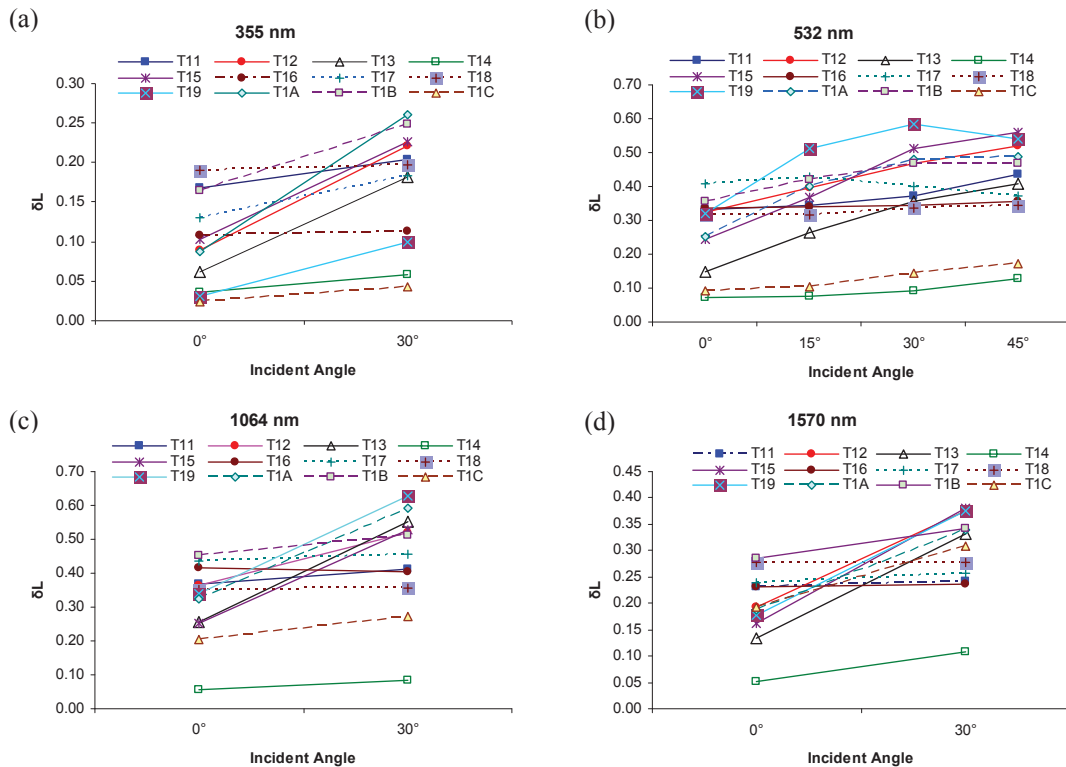 (a)
355 nm
T11 T12 T13 T14
T15 T16 T17 T18
T19 T1A T1B T1C
0.30
0.25
0.20
0.15
0.10
0.05
0.00
δL
0° 30°
Incident Angle
(b)
532 nm
T11 T12 T13 T14
T15 T16 T17 T18
T19 T1A T1B T1C
0.70
0.60
0.50
0.40
0.30
0.20
0.10
0.00
δL
0° 15° 30° 45°
Incident Angle
(c)
1064 nm
T11 T12 T13 T14
T15 T16 T17 T18
T19 T1A T1B T1C
0.70
0.60
0.50
0.40
0.30
0.20
0.10
0.00
δL
0° 30°
Incident Angle
(d)
1570 nm
T11 T12 T13 T14
T15 T16 T17 T18
T19 T1A T1B T1C
0.45
0.40
0.35
0.30
0.25
0.20
0.15
0.10
0.05
0.00
δL
0° 30°
Incident Angle